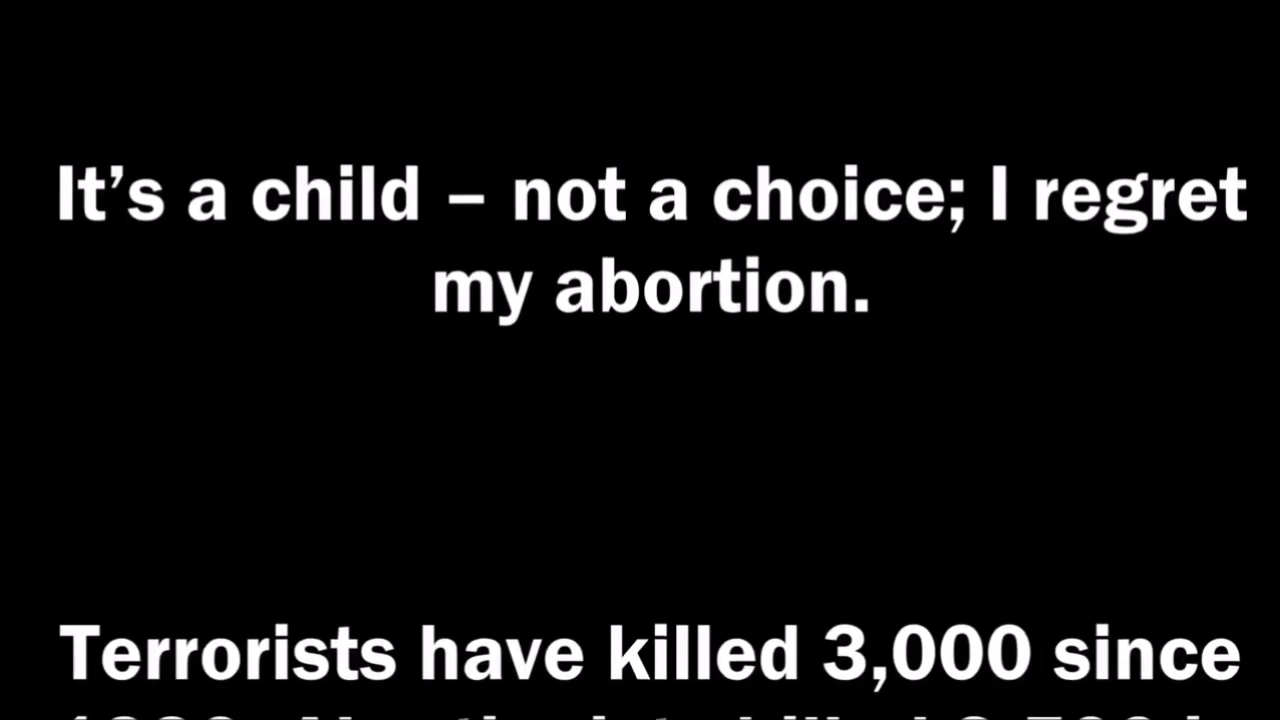 It’s a child – not a choice; I regret
my abortion.
Terrorists have killed 3,000 since